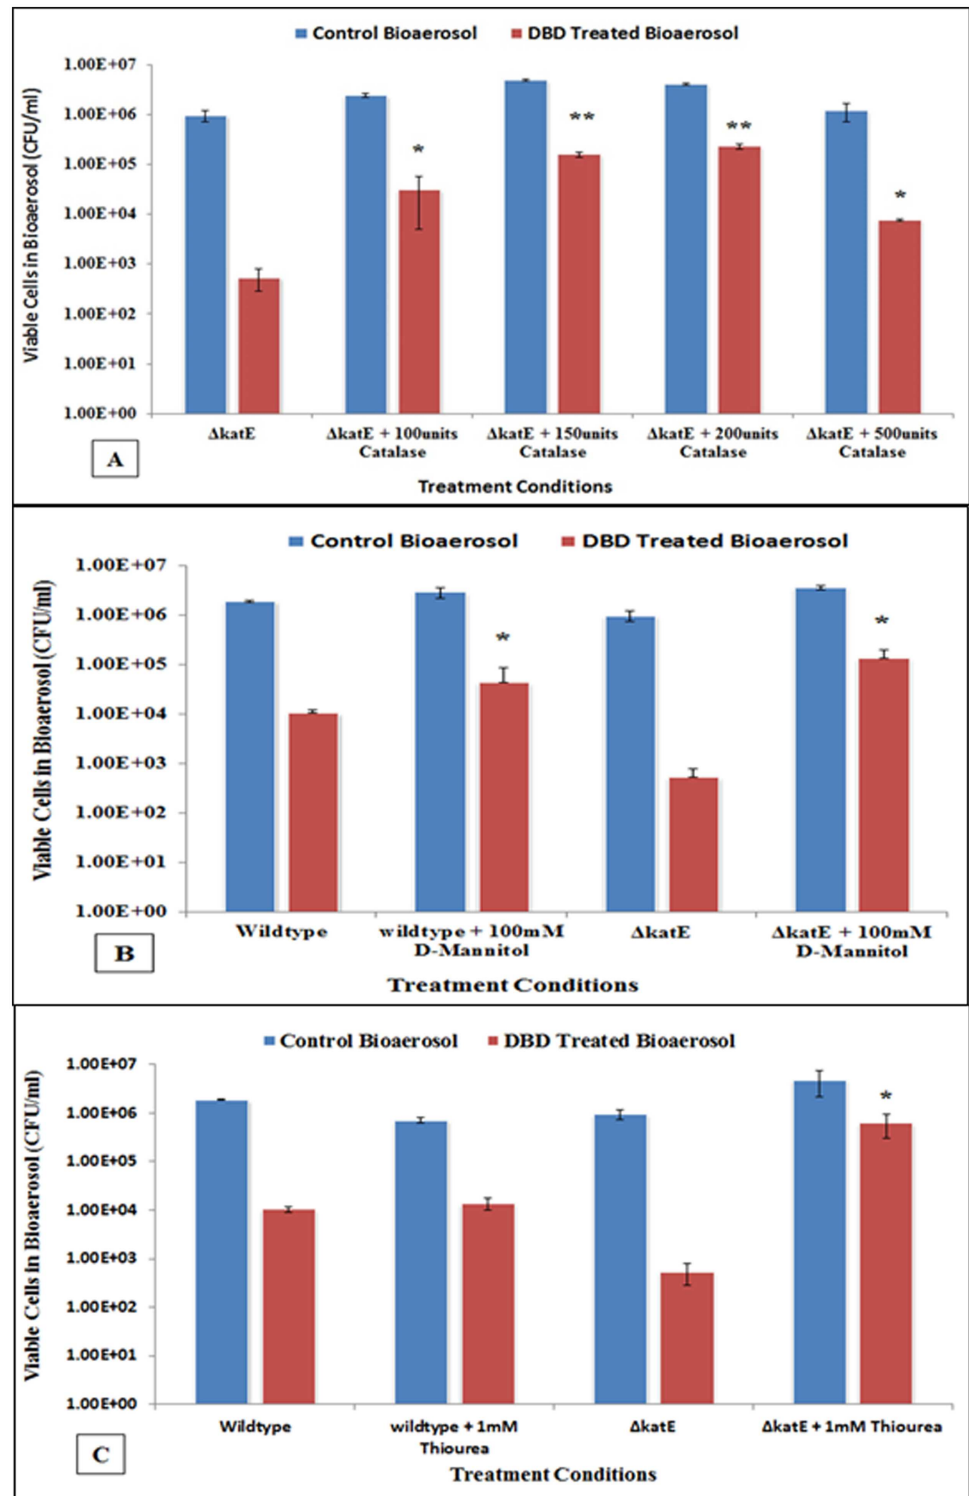 Control Bioaerosol DBD Treated Bioaerosol
Viable Cells in Bioaerosol (CFU/ml)
1.00E+07
1.00E+06
1.00E+05
1.00E+04
1.00E+03
1.00E+02
1.00E+01
1.00E+00
* ** ** *
ΔkatE ΔkatE + 100units ΔkatE + 150units ΔkatE + 200units ΔkatE + 500units
Catalase Catalase Catalase Catalase
A
Treatment Conditions
Control Bioaerosol DBD Treated Bioaerosol
Viable Cells in Bioaerosol (CFU/ml)
1.00E+07
1.00E+06
1.00E+05
1.00E+04
1.00E+03
1.00E+02
1.00E+01
1.00E+00
* *
Wildtype wildtype + 100mM ΔkatE ΔkatE + 100mM
D-Mannitol D-Mannitol
B
Treatment Conditions
Control Bioaerosol DBD Treated Bioaerosol
Viable Cells in Bioaerosol (CFU/ml)
1.00E+07
1.00E+06
1.00E+05
1.00E+04
1.00E+03
1.00E+02
1.00E+01
1.00E+00
*
Wildtype wildtype + 1mM ΔkatE ΔkatE + 1mM Thiourea
Thiourea
C
Treatment Conditions